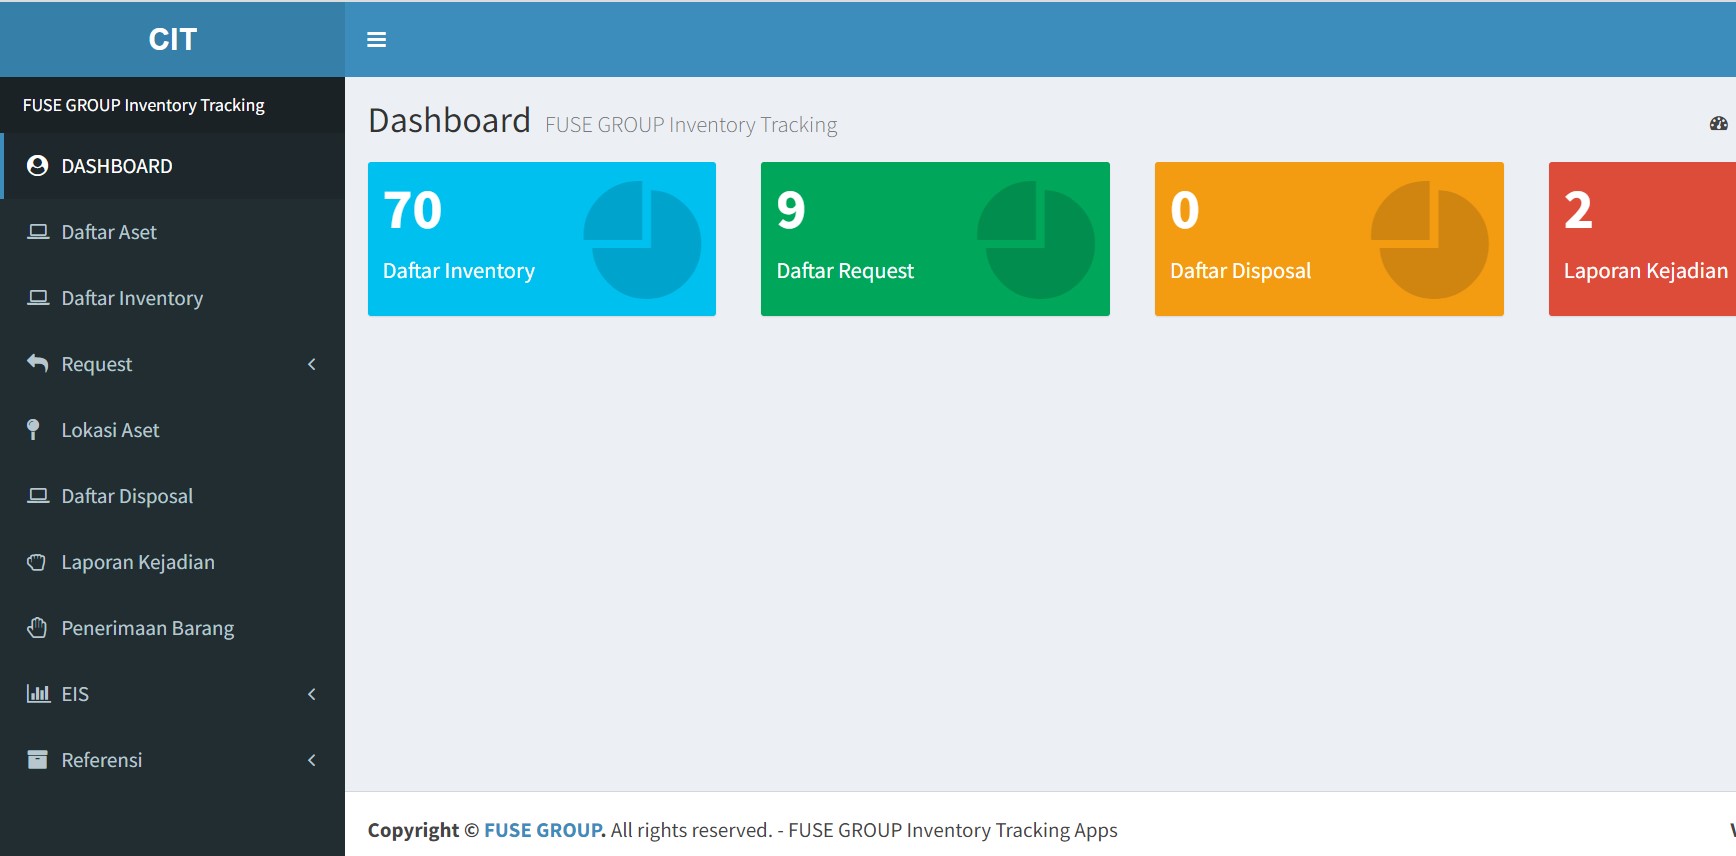 CIT
FUSE GROUP Inventory Tracking
DASHBOARD
Daftar Aset
Daftar Inventory
Request
Lokasi Aset
Daftar Disposal
Laporan Kejadian
Penerimaan Barang
EIS
Referensi
Dashboard FUSE GROUP Inventory Tracking
70
Daftar Inventory
9
Daftar Request
0
Daftar Disposal
2
Laporan Kejadian
Copyright © FUSE GROUP. All rights reserved. - FUSE GROUP Inventory Tracking Apps